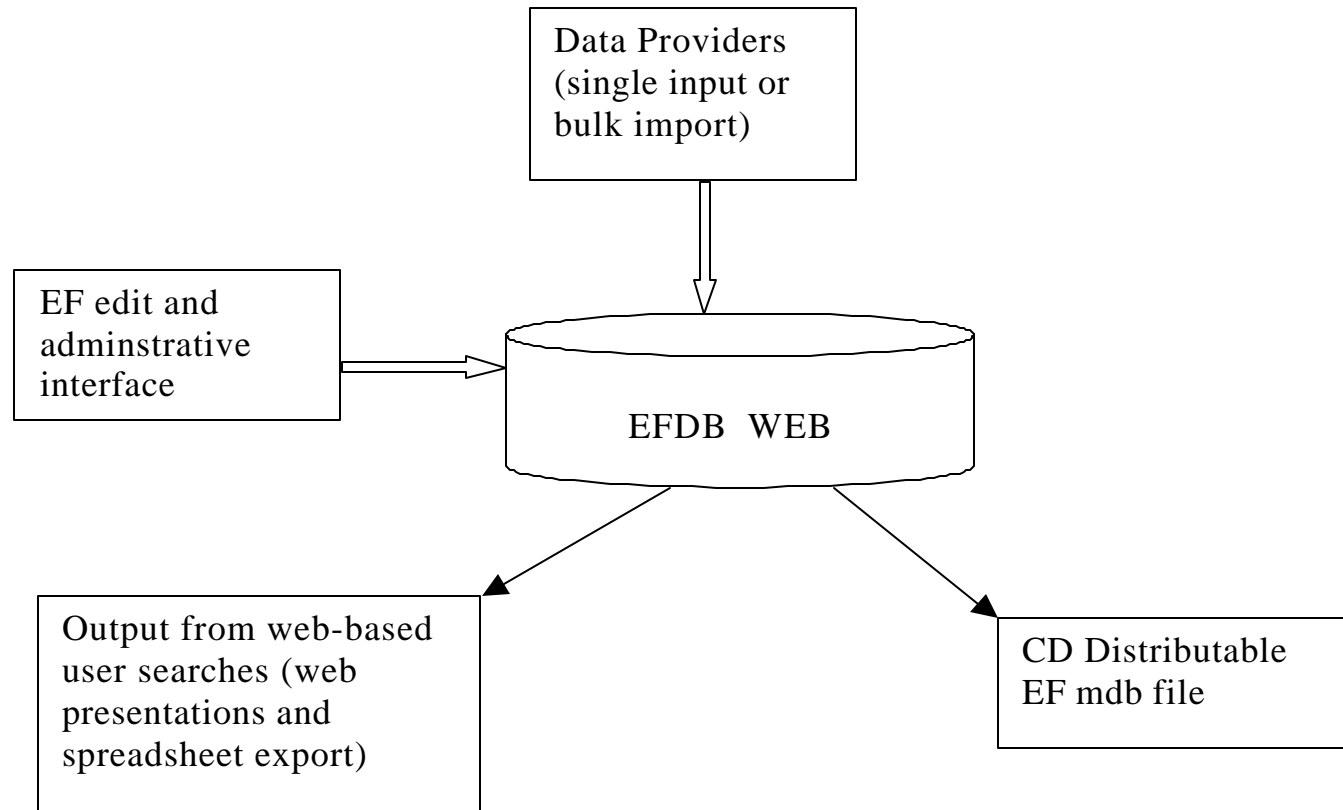 Data Providers
(single input or
bulk import)
EF edit and
adminstrative
interface
EFDB WEB
Output from web-based
user searches (web
presentations and
spreadsheet export)
CD Distributable
EF mdb file